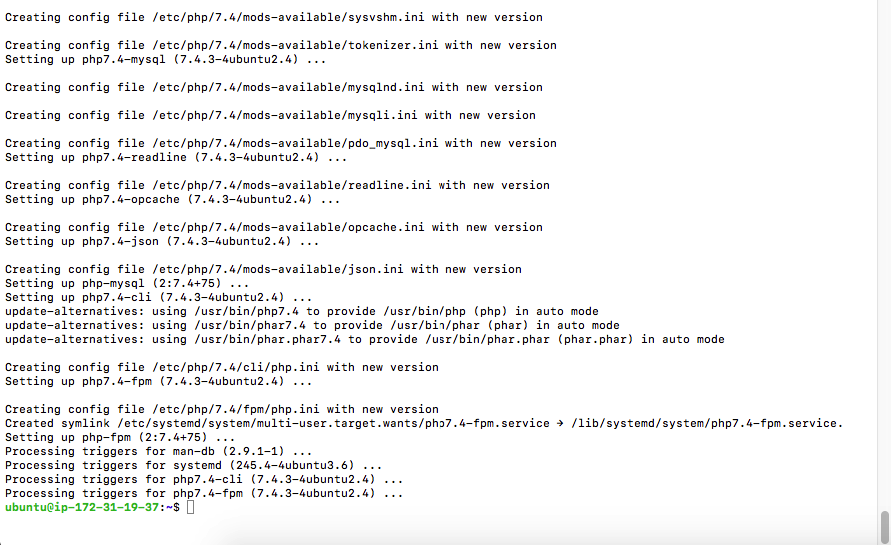 Creating config file /etc/php/7.4/mods-available/sysvshm.ini with new version
Creating config file /etc/php/7.4/mods-available/tokenizer.ini with new version
Setting up php7.4-mysql (7.4.3-4ubuntu2.4) ...
Creating config file /etc/php/7.4/mods-available/mysqlnd.ini with new version
Creating config file /etc/php/7.4/mods-available/mysqli.ini with new version
Creating config file /etc/php/7.4/mods-available/pdo_mysql.ini with new version
Setting up php7.4-readline (7.4.3-4ubuntu2.4) ...
Creating config file /etc/php/7.4/mods-available/readline.ini with new version
Setting up php7.4-opcache (7.4.3-4ubuntu2.4) ...
Creating config file /etc/php/7.4/mods-available/opcache.ini with new version
Setting up php7.4-json (7.4.3-4ubuntu2.4) ...
Creating config file /etc/php/7.4/mods-available/json.ini with new version
Setting up php-mysql (2:7.4+75) ...
Setting up php7.4-cli (7.4.3-4ubuntu2.4) ...
update-alternatives: using /usr/bin/php7.4 to provide /usr/bin/php (php) in auto mode
update-alternatives: using /usr/bin/phar7.4 to provide /usr/bin/phar (phar) in auto mode
update-alternatives: using /usr/bin/phar.phar7.4 to provide /usr/bin/phar.phar (phar.phar) in auto mode
Creating config file /etc/php/7.4/cli/php.ini with new version
Setting up php7.4-fpm (7.4.3-4ubuntu2.4) ...
Creating config file /etc/php/7.4/fpm/php.ini with new version
Created symlink /etc/systemd/system/multi-user.target.wants/php7.4-fpm.service → /lib/systemd/system/php7.4-fpm.service.
Setting up php-fpm (2:7.4+75) ...
Processing triggers for man-db (2.9.1-1) ...
Processing triggers for systemd (245.4-4ubuntu3.6) ...
Processing triggers for php7.4-cli (7.4.3-4ubuntu2.4) ...
Processing triggers for php7.4-fpm (7.4.3-4ubuntu2.4) ...
ubuntu@ip-172-31-19-37:~$